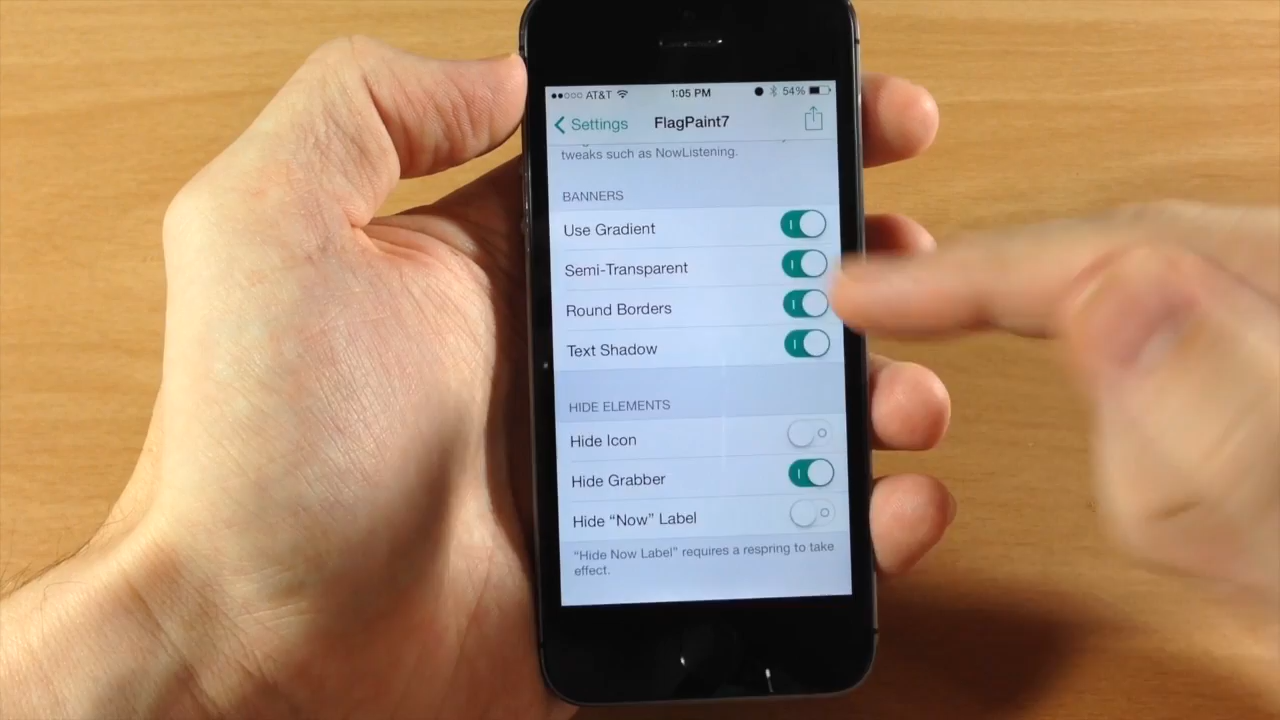 AT&T 1:05 PM 54%
Settings FlagPaint7
tweaks such as NowListening.
BANNERS
Use Gradient
Semi-Transparent
Round Borders
Text Shadow
HIDE ELEMENTS
Hide Icon
Hide Grabber
Hide “Now” Label
“Hide Now Label” requires a respring to take
effect.